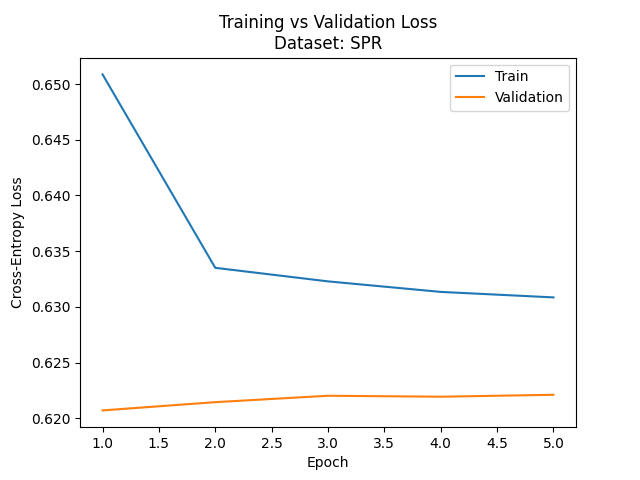 Training vs Validation Loss
Dataset: SPR
Train
Validation
Cross-Entropy Loss
0.650
0.645
0.640
0.635
0.630
0.625
0.620
1.0 1.5 2.0 2.5 3.0 3.5 4.0 4.5 5.0
Epoch